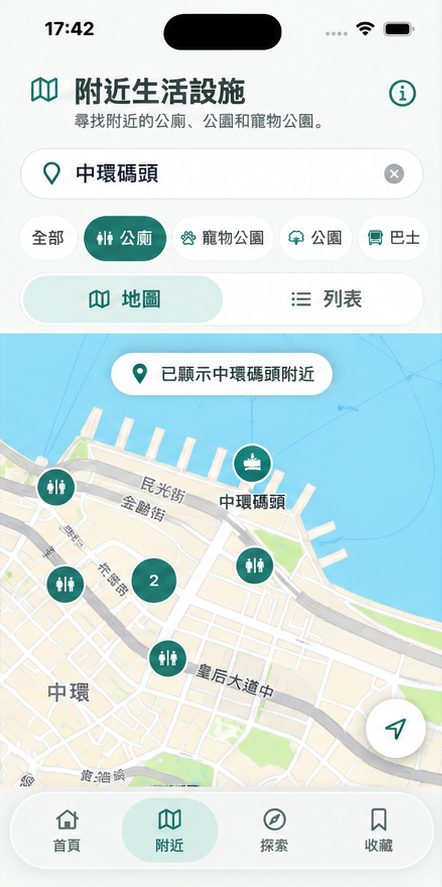 17:42
附近生活設施
尋找附近的公廁、公園和寵物公園。
中環碼頭
全部
公廁
寵物公園
公園
巴士
地圖
列表
已顯示中環碼頭附近
民光街
中環碼頭
2
皇后大道中
中環
首頁
附近
探索
收藏